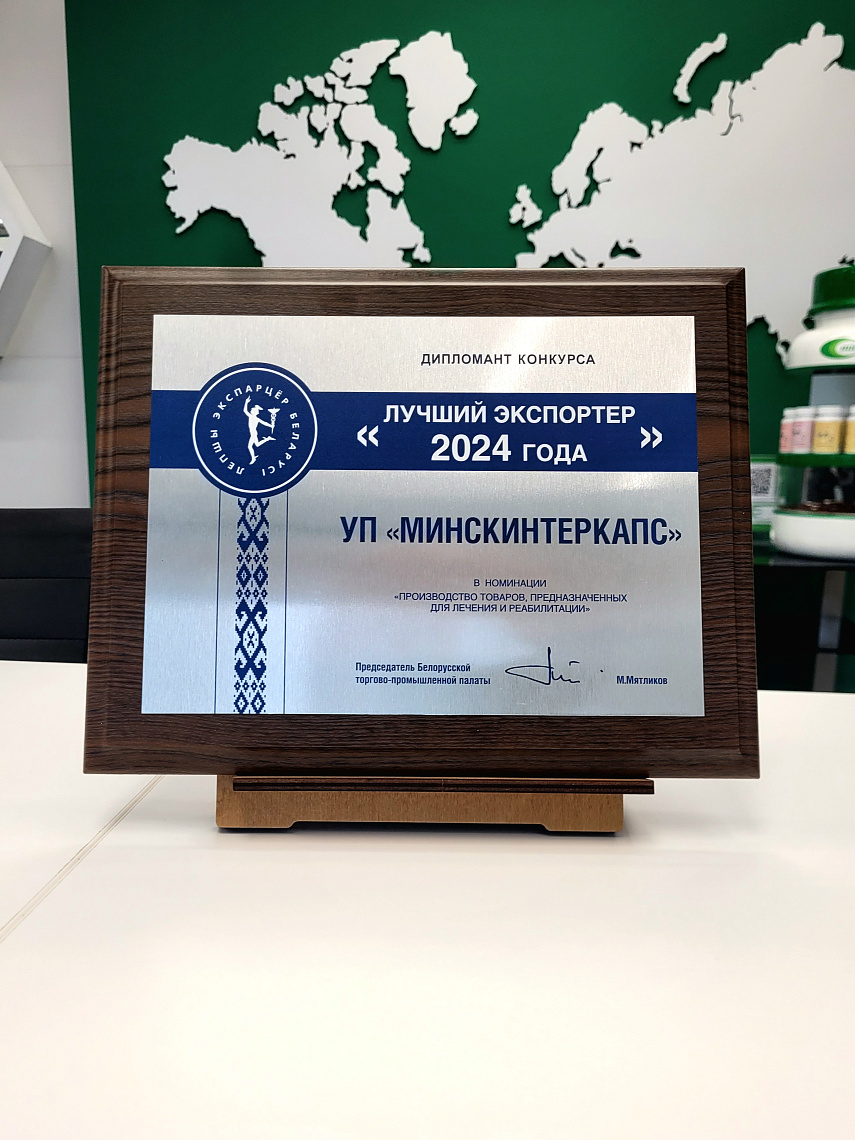 ДИПЛОМАНТ КОНКУРСА
ЛЕПШЫ ЭКСПАРЦЁР БЕЛАРУСІ
« ЛУЧШИЙ ЭКСПОРТЕР
2024 ГОДА »
УП «МИНСКИНТЕРКАПС»
В НОМИНАЦИИ
«ПРОИЗВОДСТВО ТОВАРОВ, ПРЕДНАЗНАЧЕННЫХ
ДЛЯ ЛЕЧЕНИЯ И РЕАБИЛИТАЦИИ»
Председатель Белорусской
торгово-промышленной палаты
М.Мятликов